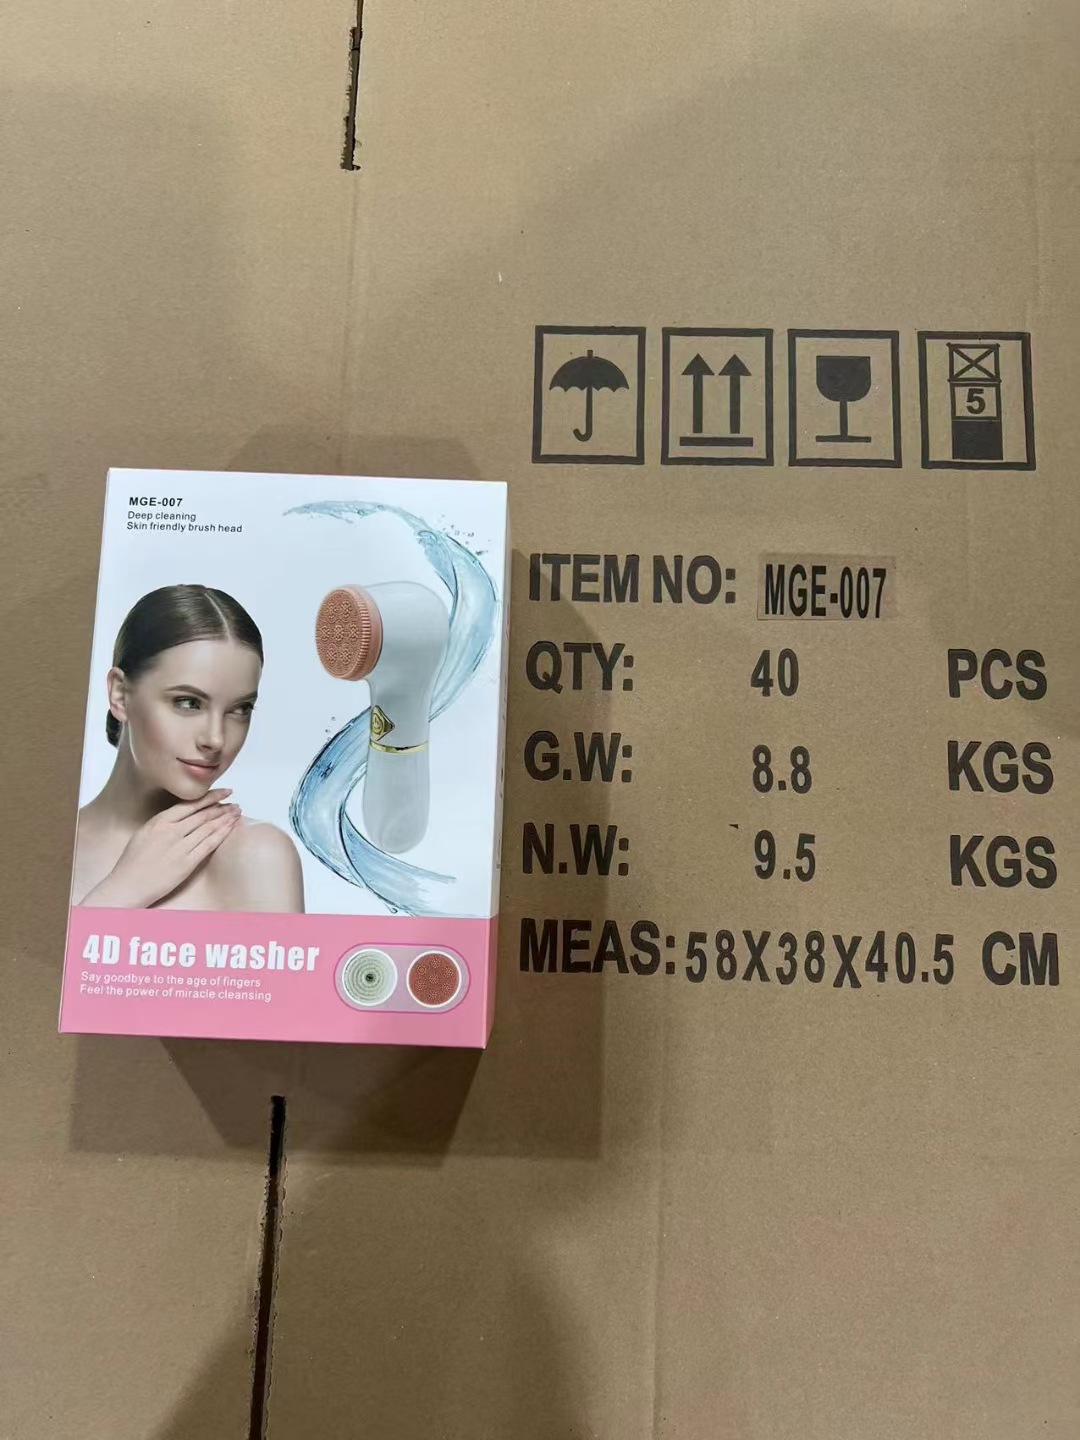 MGE-007
Deep cleaning
Skin friendly brush head
4D face washer
Say goodbye to the age of fingers
Feel the power of miracle cleansing
5
ITEM NO: MGE-007
QTY: 40 PCS
G.W: 8.8 KGS
N.W: 9.5 KGS
MEAS: 58X38X40.5 CM